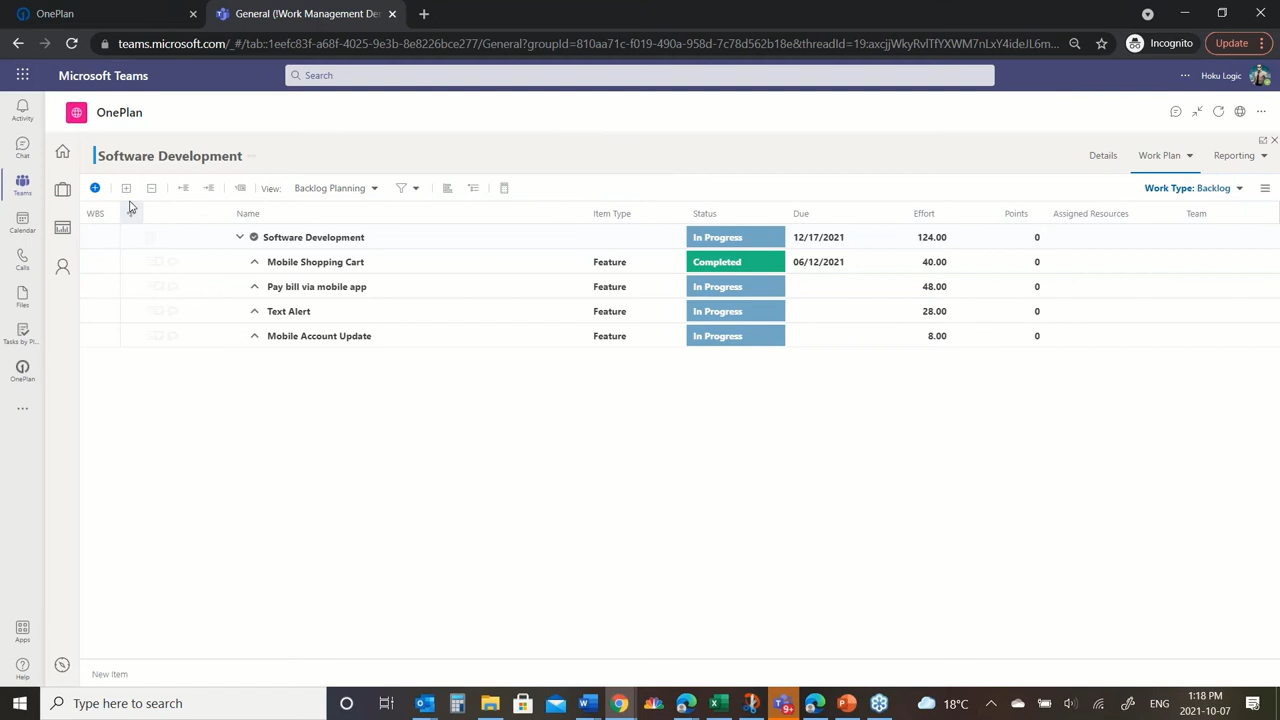 OnePlan
General (!Work Management De
teams.microsoft.com/_#/tab:1eefc83f-a68f-4025-9e3b-8e8226bce277/General?groupId=810aa71c-f019-490a-958d-7c78d562b18e&threadId=19:axcjjWkyRvlTfYXWM7nLxY4ideJL6m...
Incognito
Update
Microsoft Teams
Search
Hoku Logic
Activity
Chat
Teams
Calendar
Calls
Files
Tasks by Pl...
OnePlan
Apps
Help
OnePlan
Software Development
Details
Work Plan
Reporting
View:
Backlog Planning
Work Type: Backlog
WBS
Name
Item Type
Status
Due
Effort
Points
Assigned Resources
Team
Software Development
In Progress
12/17/2021
124.00
0
Mobile Shopping Cart
Feature
Completed
06/12/2021
40.00
0
Pay bill via mobile app
Feature
In Progress
48.00
0
Text Alert
Feature
In Progress
28.00
0
Mobile Account Update
Feature
In Progress
8.00
0
New Item
Type here to search
9+
18°C
ENG
1:18 PM
2021-10-07